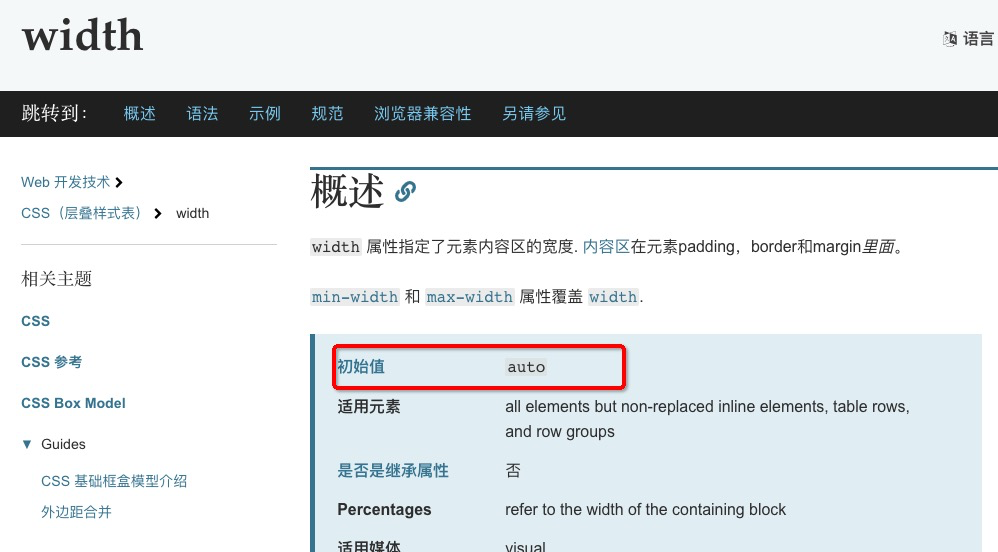 width
语言
跳转到：
概述 语法 示例 规范 浏览器兼容性 另请参见
Web 开发技术
CSS（层叠样式表） width
相关主题
CSS
CSS 参考
CSS Box Model
Guides
CSS 基础框盒模型介绍
外边距合并
概述
width 属性指定了元素内容区的宽度. 内容区在元素padding，border和margin里面。
min-width 和 max-width 属性覆盖 width.
初始值 auto
适用元素 all elements but non-replaced inline elements, table rows,
and row groups
是否是继承属性 否
Percentages refer to the width of the containing block
适用媒体 visual